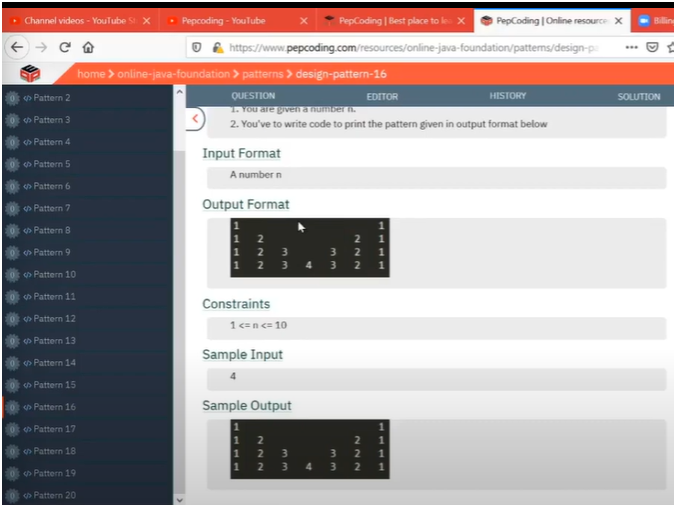 Channel videos - YouTube St
Pepcoding - YouTube
PepCoding | Best place to lea
PepCoding | Online resource
Billin
https://www.pepcoding.com/resources/online-java-foundation/patterns/design-pa
home > online-java-foundation > patterns > design-pattern-16
Pattern 2
Pattern 3
Pattern 4
Pattern 5
Pattern 6
Pattern 7
Pattern 8
Pattern 9
Pattern 10
Pattern 11
Pattern 12
Pattern 13
Pattern 14
Pattern 15
Pattern 16
Pattern 17
Pattern 18
Pattern 19
Pattern 20
QUESTION EDITOR HISTORY SOLUTION
1. You are given a number n.
2. You've to write code to print the pattern given in output format below
Input Format
A number n
Output Format
1 1
1 2 2 1
1 2 3 3 2 1
1 2 3 4 3 2 1
Constraints
1 <= n <= 10
Sample Input
4
Sample Output
1 1
1 2 2 1
1 2 3 3 2 1
1 2 3 4 3 2 1